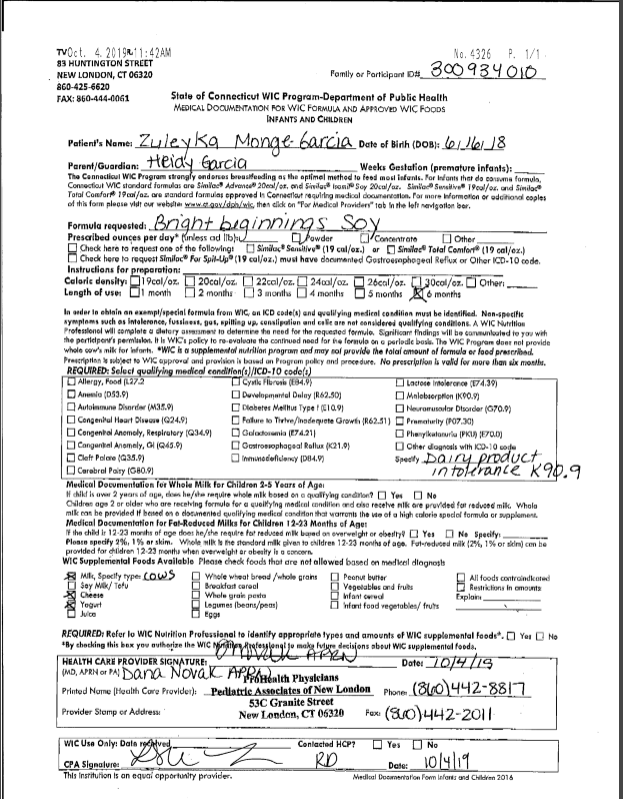 TVOct. 4. 2019 11:42AM No. 4326 P. 1/1
83 HUNTINGTON STREET
NEW LONDON, CT 06320 Family or Participant ID# 300934010
860-425-6620
FAX: 860-444-0061
State of Connecticut WIC Program-Department of Public Health
MEDICAL DOCUMENTATION FOR WIC FORMULA AND APPROVED WIC FOODS
INFANTS AND CHILDREN
Patient's Name: Zuleyka Monge-Garcia Date of Birth (DOB): 6/16/18
Parent/Guardian: Heidy Garcia Weeks Gestation (premature infants):
The Connecticut WIC Program strongly endorses breastfeeding as the optimal method to feed most infants. For infants that do consume formula,
Connecticut WIC standard formulas are Similac® Advance® 20cal/oz. and Similac® Isomil® Soy 20cal/oz. Similac® Sensitive® 19cal/oz. and Similac®
Total Comfort® 19cal/oz. are standard formulas approved in Connecticut requiring medical documentation. For more information or additional copies
of this form please visit our website www.ct.gov/dph/wic, then click on "For Medical Providers" tab in the left navigation bar.
Formula requested: Bright beginnings Soy
Prescribed ounces per day* (unless ad lib): Powder Concentrate Other
Check here to request one of the following: Similac® Sensitive® (19 cal./oz.) or Similac® Total Comfort® (19 cal./oz.)
Check here to request Similac® For Spit-Up® (19 cal./oz.) must have documented Gastroesophageal Reflux or Other ICD-10 code.
Instructions for preparation:
Caloric density: 19cal/oz. 20cal/oz. 22cal/oz. 24cal/oz. 26cal/oz. 30cal/oz. Other:
Length of use: 1 month 2 months 3 months 4 months 5 months 6 months
In order to obtain an exempt/special formula from WIC, an ICD code(s) and qualifying medical condition must be identified. Non-specific
symptoms such as intolerance, fussiness, gas, spitting up, constipation and colic are not considered qualifying conditions. A WIC Nutrition
Professional will complete a dietary assessment to determine the need for the requested formula. Significant findings will be communicated to you with
the participant's permission. It is WIC's policy to re-evaluate the continued need for the formula on a periodic basis. The WIC Program does not provide
whole cow's milk for infants. *WIC is a supplemental nutrition program and may not provide the total amount of formula or food prescribed.
Prescription is subject to WIC approval and provision is based on Program policy and procedure. No prescription is valid for more than six months.
REQUIRED: Select qualifying medical condition(s)/ICD-10 code(s)
Allergy, Food (L27.2 Cystic Fibrosis (E84.9) Lactose Intolerance (E74.39)
Anemia (D53.9) Developmental Delay (R62.50) Malabsorption (K90.9)
Autoimmune Disorder (M35.9) Diabetes Mellitus Type I (E10.9) Neuromuscular Disorder (G70.9)
Congenital Heart Disease (Q24.9) Failure to Thrive/Inadequate Growth (R62.51) Prematurity (P07.30)
Congenital Anomaly, Respiratory (Q34.9) Galactosemia (E74.21) Phenylketonuria (PKU) (E70.0)
Congenital Anomaly, GI (Q45.9) Gastroesophageal Reflux (K21.9) Other diagnosis with ICD-10 code
Cleft Palate (Q35.9) Immunodeficiency (D84.9) Specify Dairy product
Cerebral Palsy (G80.9) intolerance K90.9
Medical Documentation for Whole Milk for Children 2-5 Years of Age:
If child is over 2 years of age, does he/she require whole milk based on a qualifying condition? Yes No
Children age 2 or older who are receiving formula for a qualifying medical condition and also receive milk are provided fat reduced milk. Whole
milk can be provided if based on a documented qualifying medical condition that warrants the use of a high calorie special formula or supplement.
Medical Documentation for Fat-Reduced Milks for Children 12-23 Months of Age:
If the child is 12-23 months of age does he/she require fat reduced milk based on overweight or obesity? Yes No Specify:
Please specify 2%, 1% or skim. Whole milk is the standard milk given to children 12-23 months of age. Fat-reduced milk (2%, 1% or skim) can be
provided for children 12-23 months when overweight or obesity is a concern.
WIC Supplemental Foods Available Please check foods that are not allowed based on medical diagnosis
Milk, Specify types cows Whole wheat bread /whole grains Peanut butter All foods contraindicated
Soy Milk/ Tofu Breakfast cereal Vegetables and fruits Restrictions in amounts
Cheese Whole grain pasta Infant cereal Explain:
Yogurt Legumes (beans/peas) Infant food vegetables/ fruits
Juice Eggs
REQUIRED: Refer to WIC Nutrition Professional to identify appropriate types and amounts of WIC supplemental foods*. Yes No
*By checking this box you authorize the WIC Nutrition Professional to make future decisions about WIC supplemental foods.
HEALTH CARE PROVIDER SIGNATURE: DNovak APRN Date: 10/4/19
(MD, APRN or PA) Dana Novak APRN ProHealth Physicians
Printed Name (Health Care Provider): Pediatric Associates of New London Phone: (860)442-8817
53C Granite Street
Provider Stamp or Address: New London, CT 06320 Fax: (860)442-2011
WIC Use Only: Date received Contacted HCP? Yes No
CPA Signature: RD Date: 10/4/19
This institution is an equal opportunity provider. Medical Documentation Form Infants and Children 2016